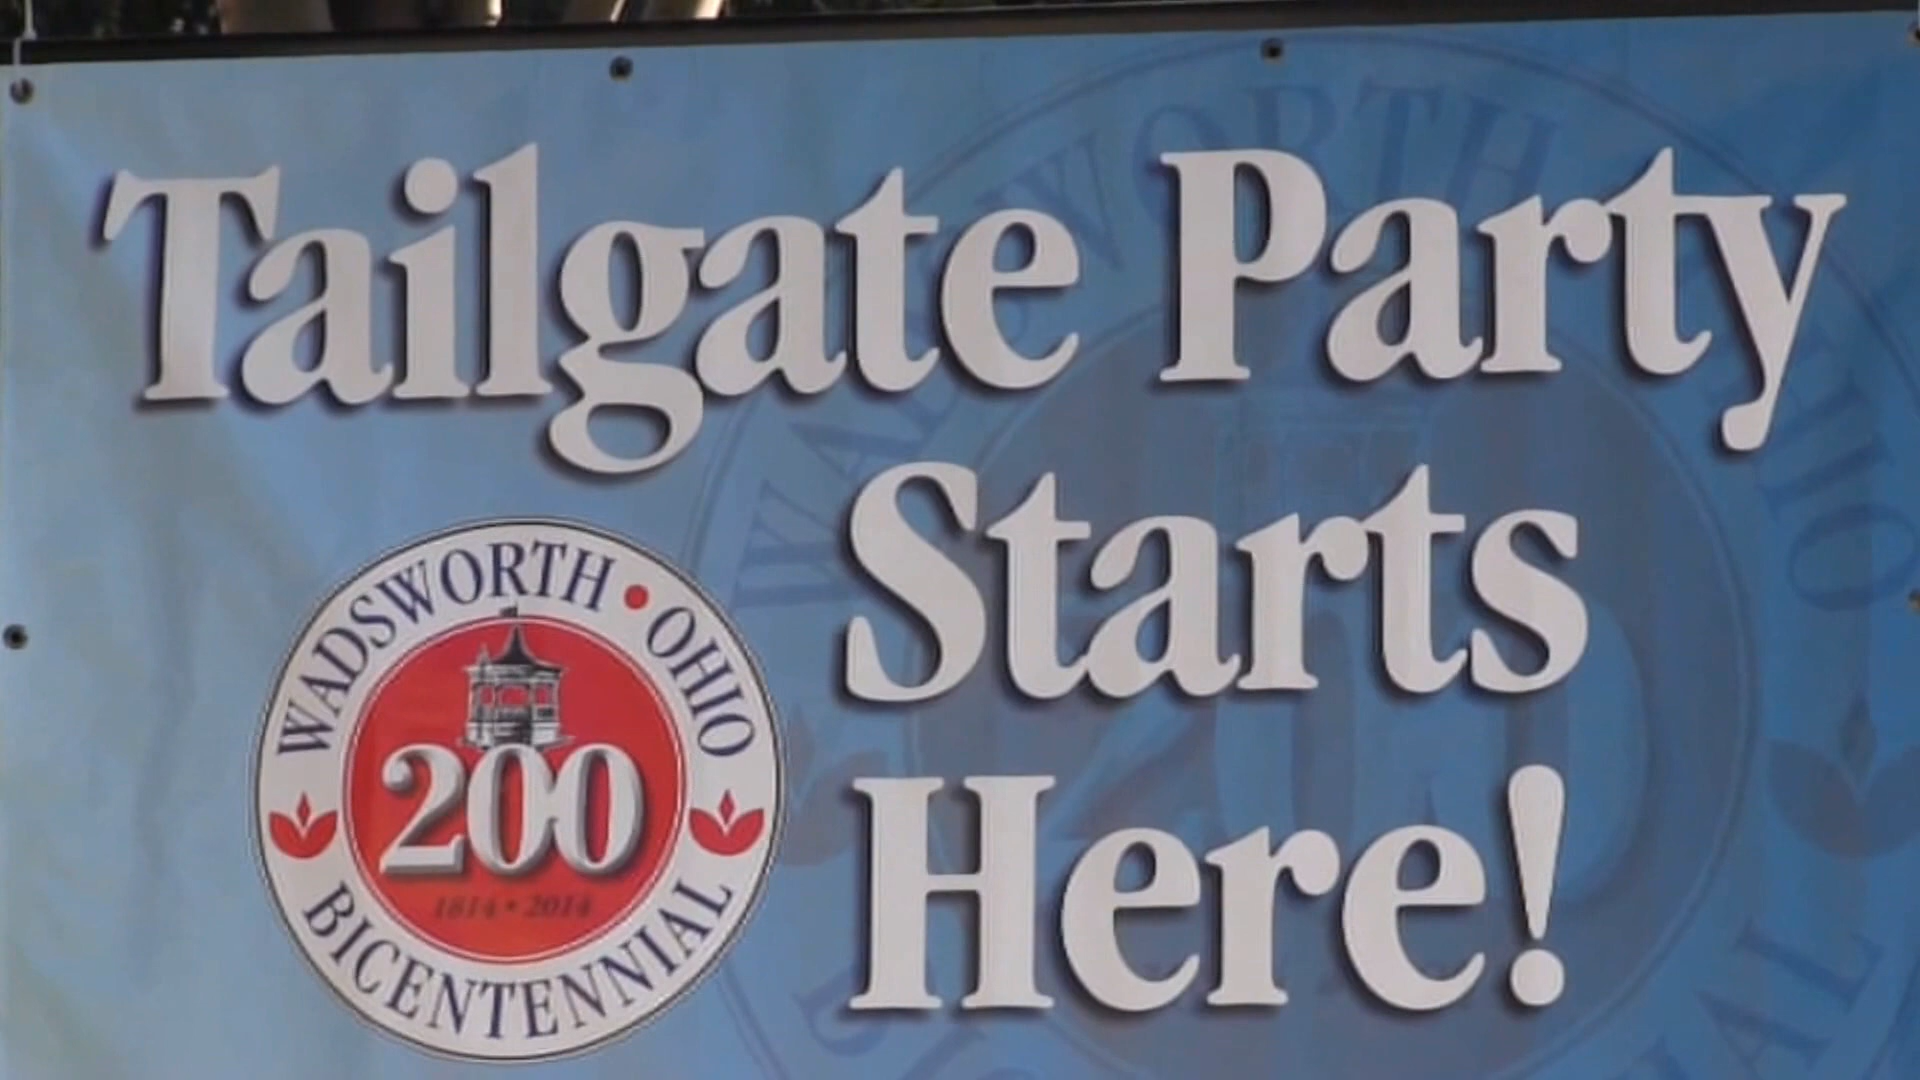 Tailgate Party
Starts
Here!
WADSWORTH • OHIO
200
1814 • 2014
BICENTENNIAL